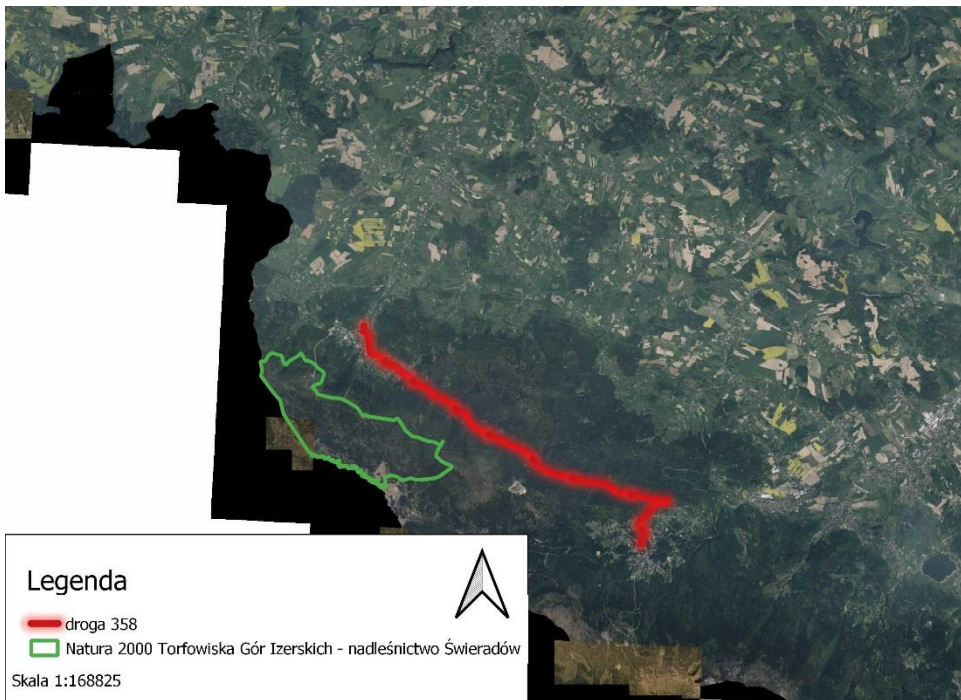 Legenda
droga 358
Natura 2000 Torfowiska Gór Izerskich - nadleśnictwo Świeradów
Skala 1:168825